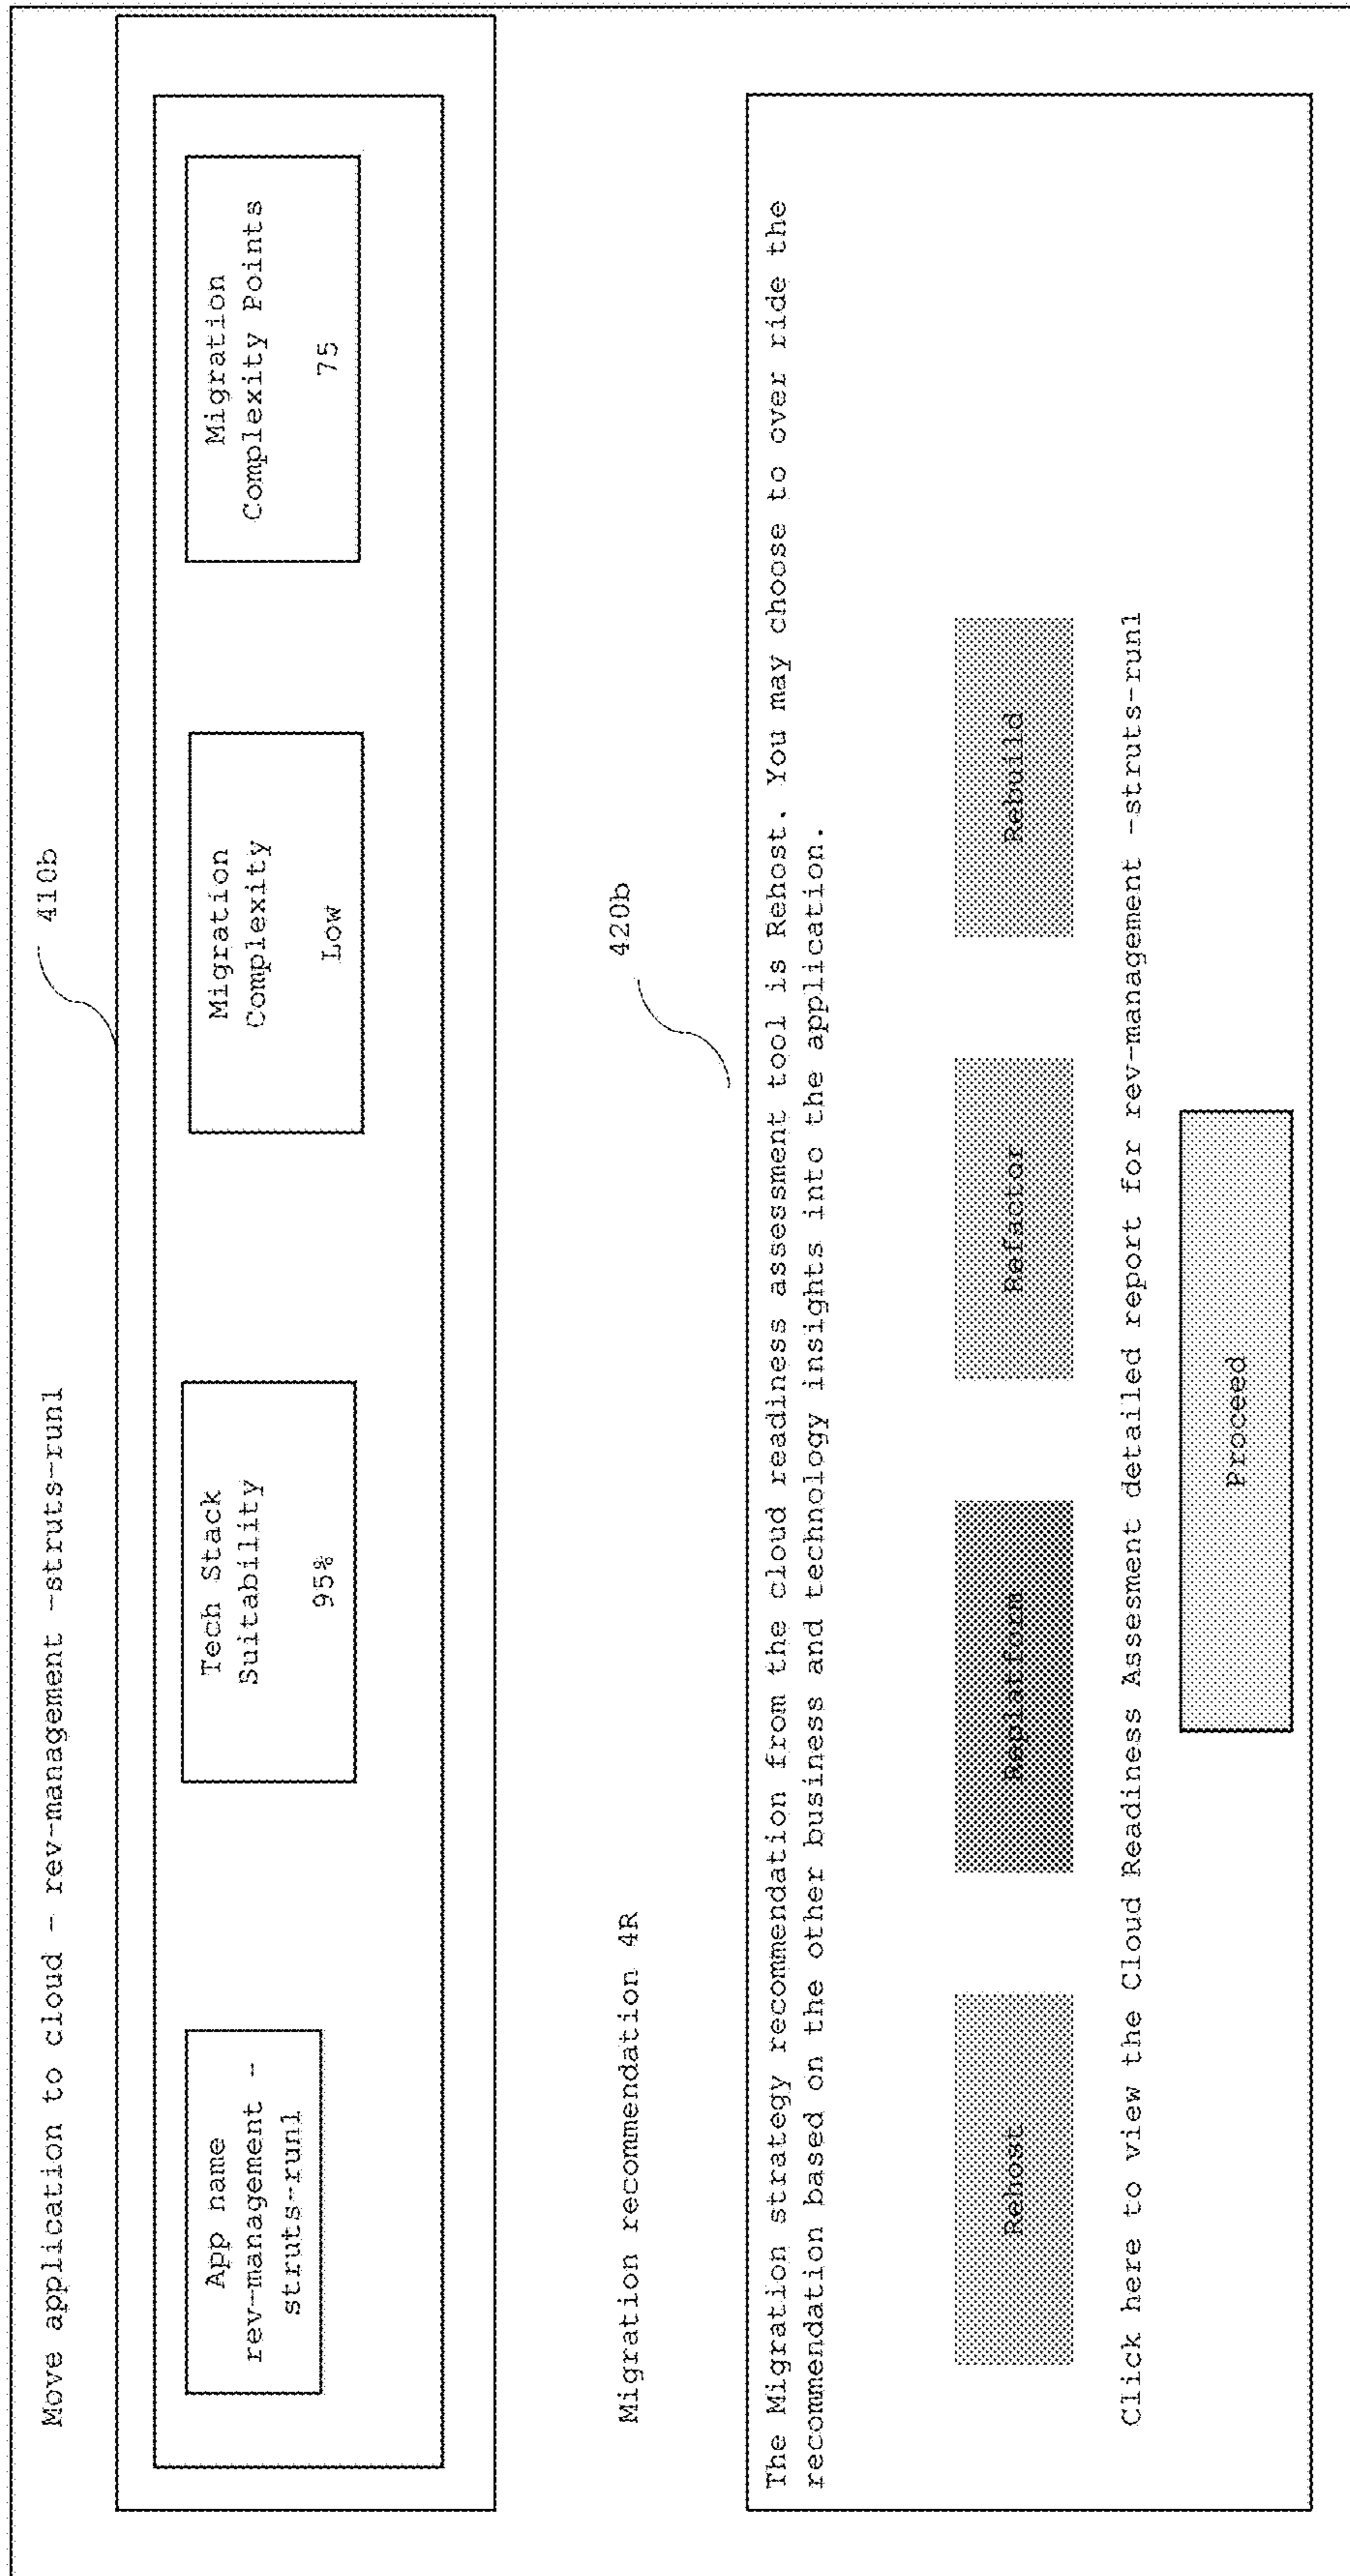 Move application to cloud - rev-management -struts-run1
410b
App name
rev-management -
struts-run1
Tech Stack
Suitability
95%
Migration
Complexity
Low
Migration
Complexity Points
75
Migration recommendation 4R
420b
The Migration strategy recommendation from the cloud readiness assessment tool is Rehost. You may choose to over ride the
recommendation based on the other business and technology insights into the application.
Rehost
Replatform
Refactor
Rebuild
Click here to view the Cloud Readiness Assesment detailed report for rev-management -struts-run1
Proceed